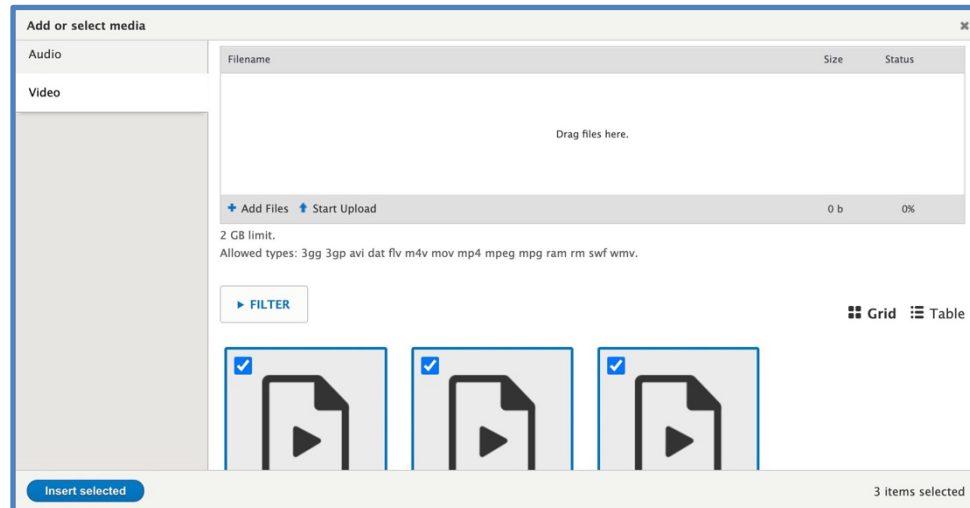 Add or select media
Audio
Video
Filename Size Status
Drag files here.
Add Files Start Upload 0 b 0%
2 GB limit.
Allowed types: 3gg 3gp avi dat flv m4v mov mp4 mpeg mpg ram rm swf wmv.
FILTER
Grid Table
Insert selected 3 items selected